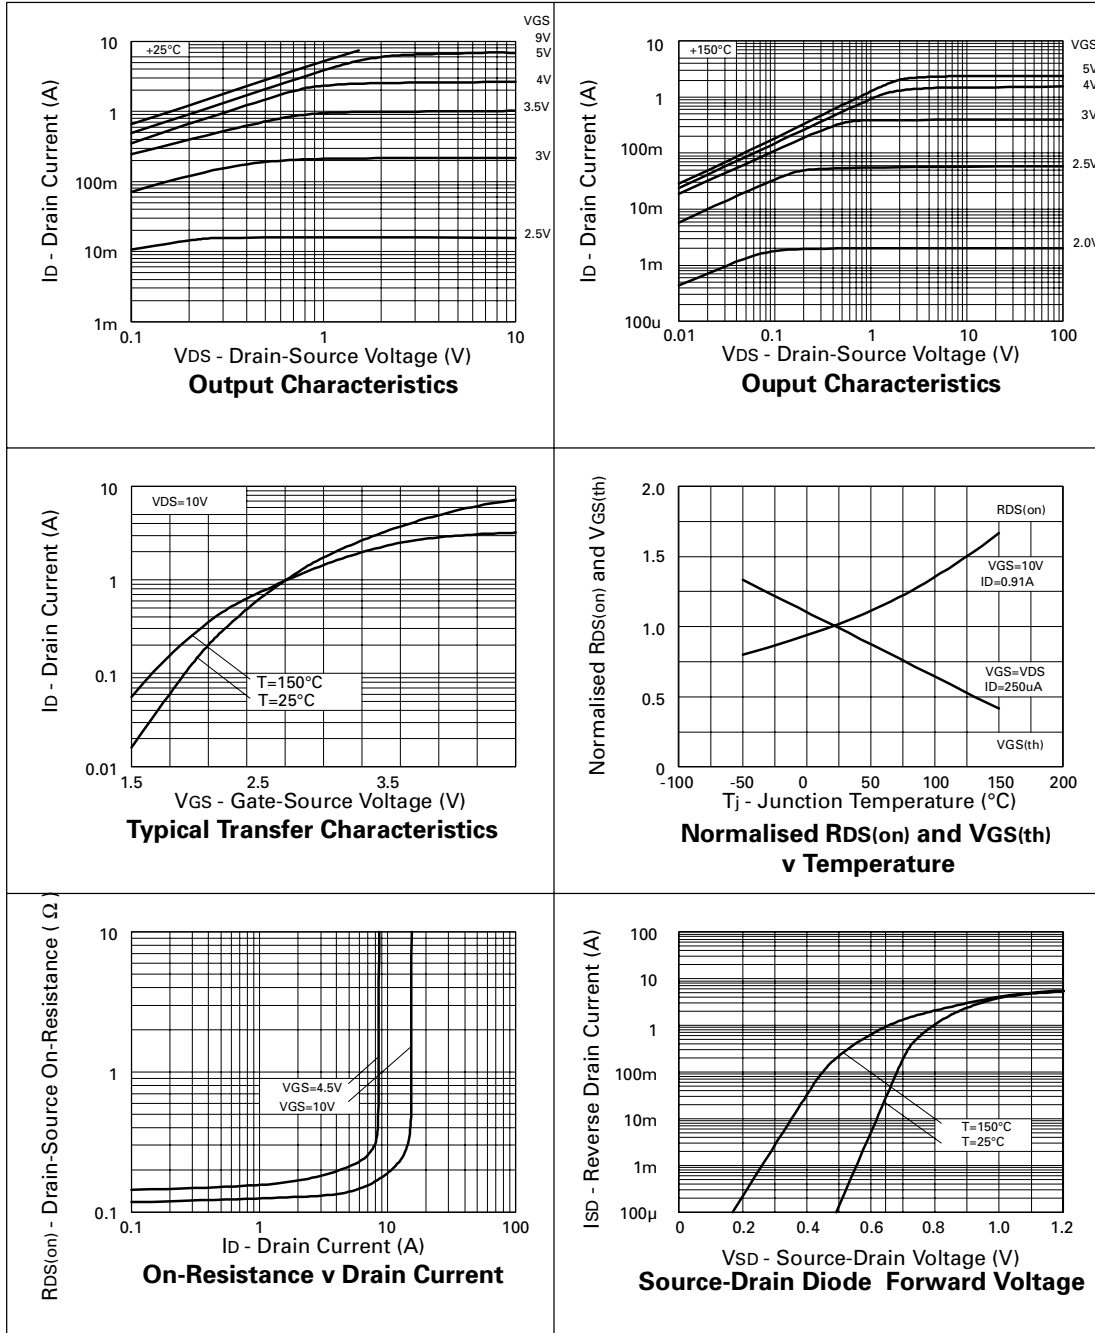 VGS
+25°C
9V
5V
4V
3.5V
3V
2.5V
10
1
100m
10m
1m
0.1
1
10
ID - Drain Current (A)
VDS - Drain-Source Voltage (V)
Output Characteristics
VGS
+150°C
5V
4V
3V
2.5V
2.0V
10
1
100m
10m
1m
100u
0.01
0.1
1
10
100
ID - Drain Current (A)
VDS - Drain-Source Voltage (V)
Ouput Characteristics
VDS=10V
10
1
0.1
0.01
T=150°C
T=25°C
1.5
2.5
3.5
ID - Drain Current (A)
VGS - Gate-Source Voltage (V)
Typical Transfer Characteristics
2.0
1.5
1.0
0.5
0
RDS(on)
VGS=10V
ID=0.91A
VGS=VDS
ID=250uA
VGS(th)
-100
-50
0
50
100
150
200
Normalised RDS(on) and VGS(th)
Tj - Junction Temperature (°C)
Normalised RDS(on) and VGS(th)
v Temperature
10
1
0.1
VGS=4.5V
VGS=10V
0.1
1
10
100
RDS(on) - Drain-Source On-Resistance (Ω)
ID - Drain Current (A)
On-Resistance v Drain Current
100
10
1
100m
10m
1m
100µ
T=150°C
T=25°C
0
0.2
0.4
0.6
0.8
1.0
1.2
ISD - Reverse Drain Current (A)
VSD - Source-Drain Voltage (V)
Source-Drain Diode Forward Voltage